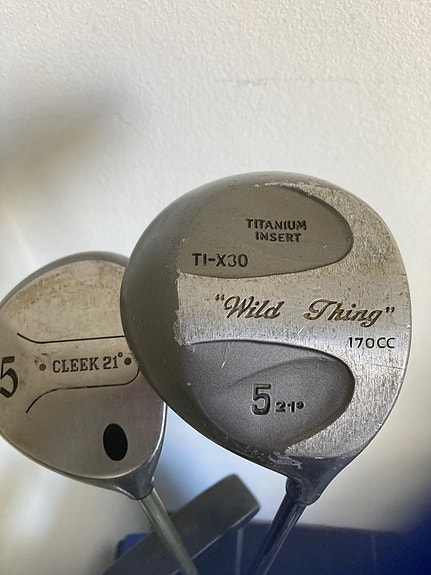 TITANIUM
INSERT
TI-X30
"Wild Thing"
170CC
5 21°
5 • CLEEK 21° •